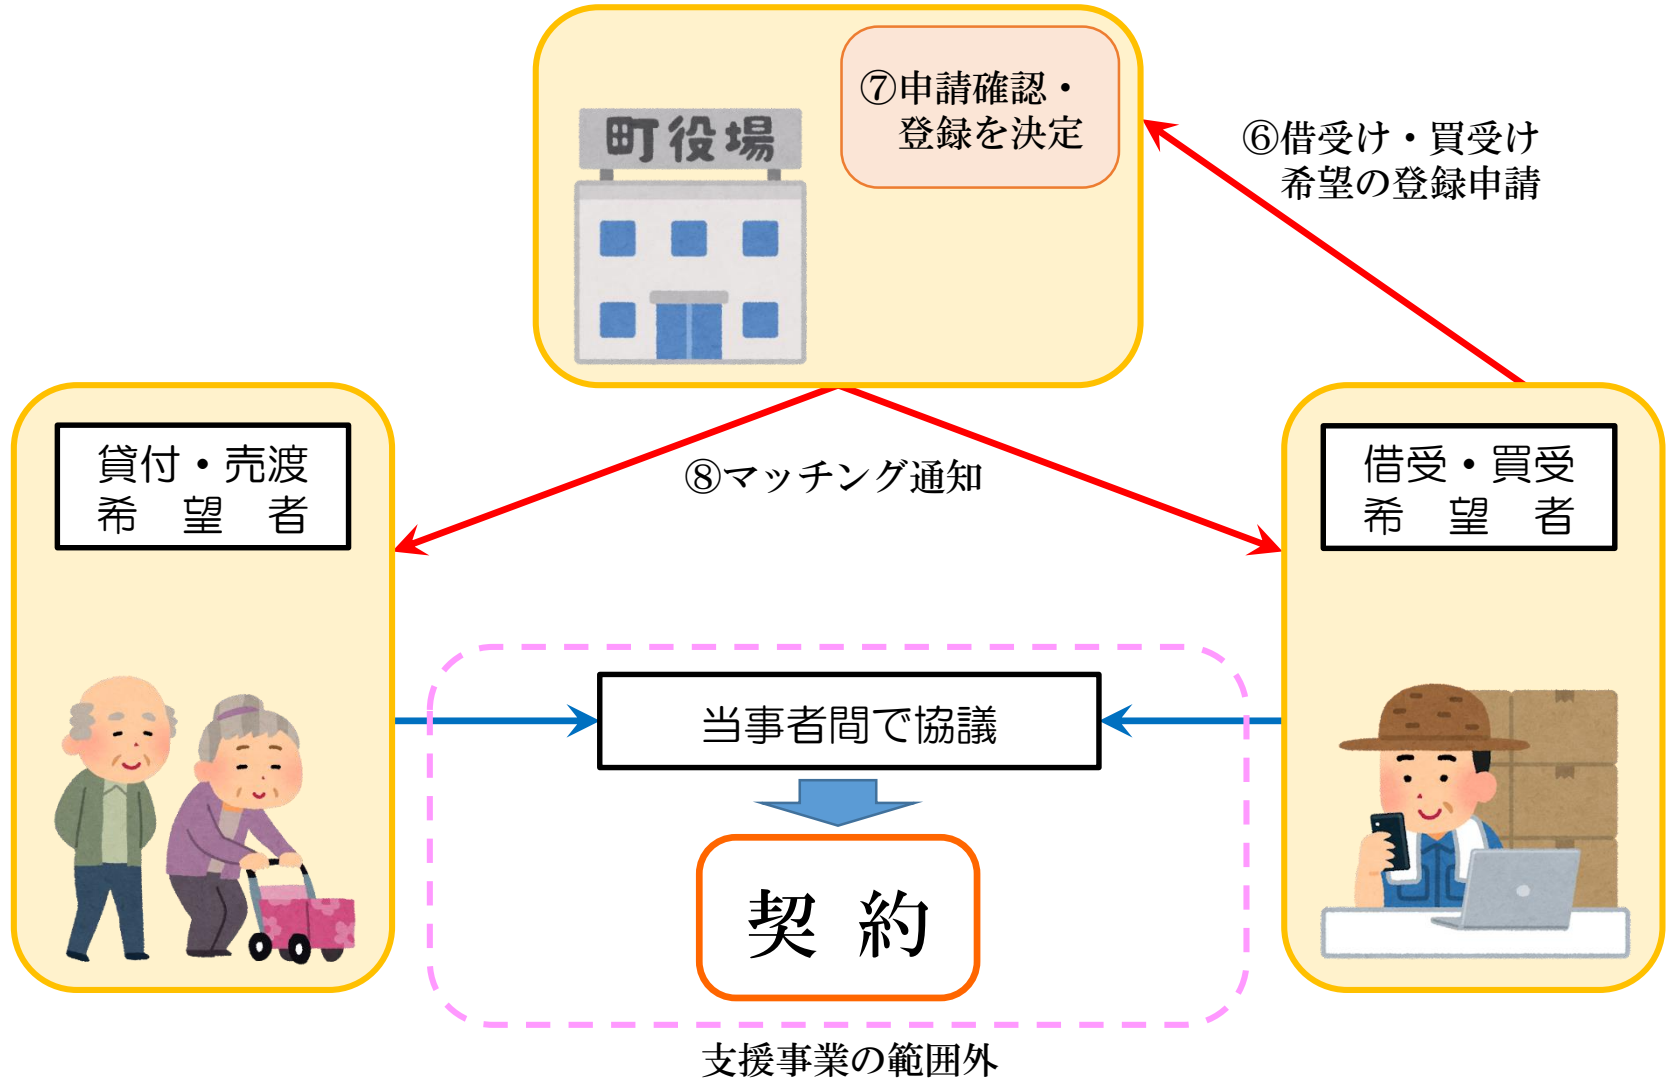 ⑦申請確認・
登録を決定
町役場
⑥借受け・買受け
希望の登録申請
貸付・売渡
希望者
⑧マッチング通知
借受・買受
希望者
当事者間で協議
契約
支援事業の範囲外